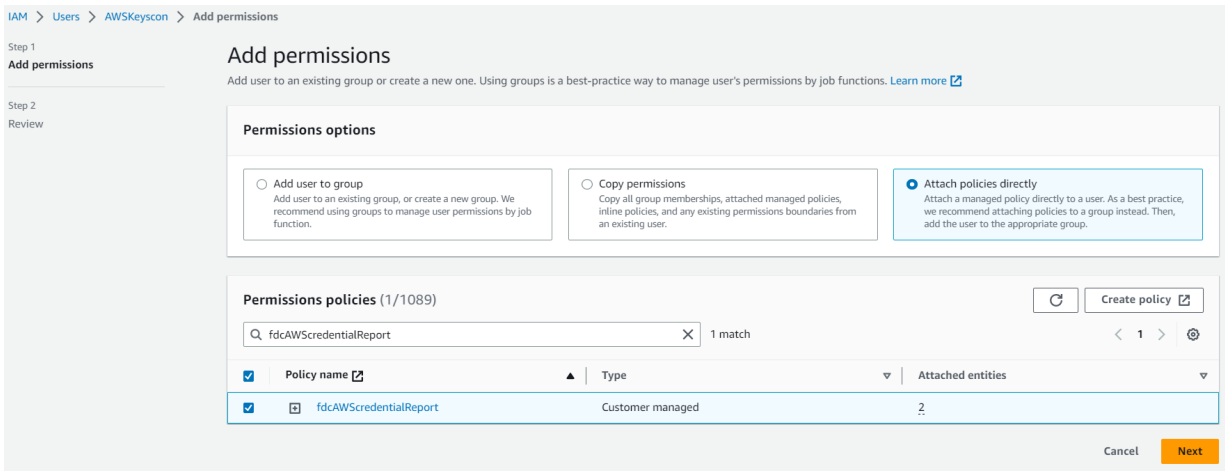 IAM > Users > AWSKeyscon > Add permissions
Step 1
Add permissions
Step 2
Review
Add permissions
Add user to an existing group or create a new one. Using groups is a best-practice way to manage user's permissions by job functions. Learn more
Permissions options
Add user to group
Add user to an existing group, or create a new group. We
recommend using groups to manage user permissions by job
function.
Copy permissions
Copy all group memberships, attached managed policies,
inline policies, and any existing permissions boundaries from
an existing user.
Attach policies directly
Attach a managed policy directly to a user. As a best practice,
we recommend attaching policies to a group instead. Then,
add the user to the appropriate group.
Permissions policies (1/1089)
Create policy
fdcAWScredentialReport
1 match
< 1 >
Policy name
Type
Attached entities
fdcAWScredentialReport
Customer managed
2
Cancel
Next